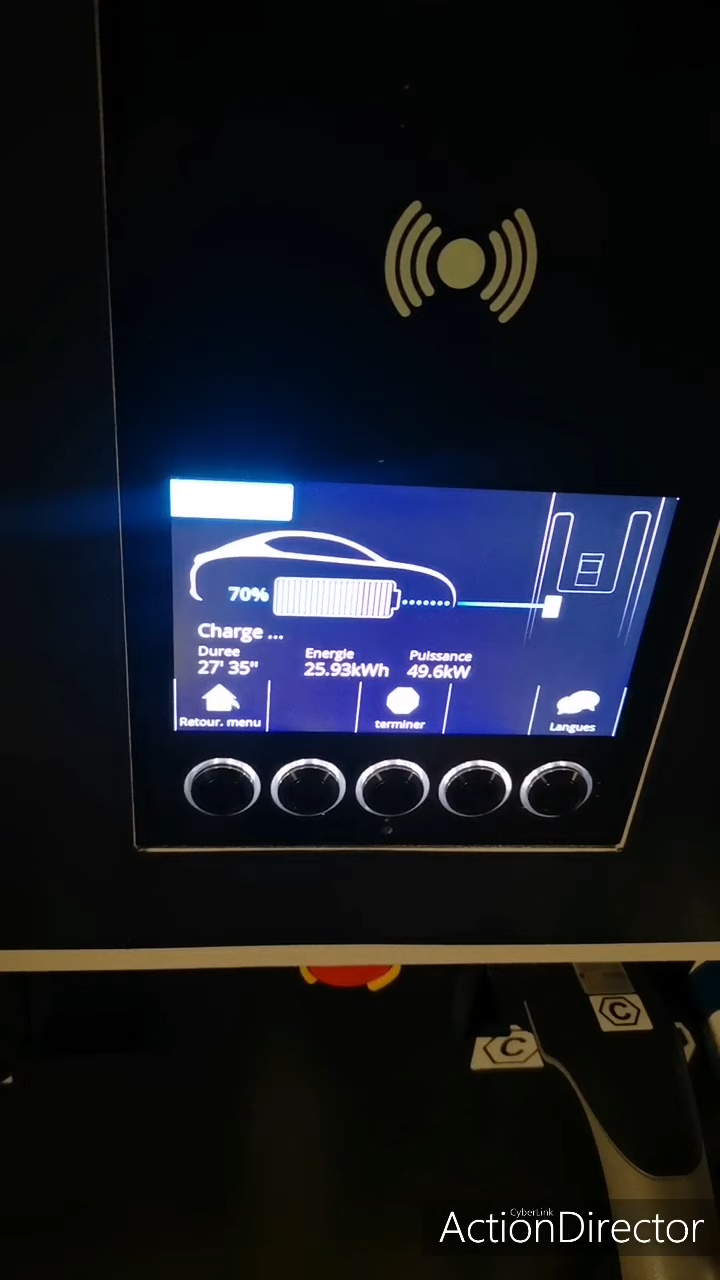 70%
Charge ...
Duree Energie Puissance
27' 35" 25.93kWh 49.6kW
Retour. menu terminer Langues
C
C
CyberLink
ActionDirector